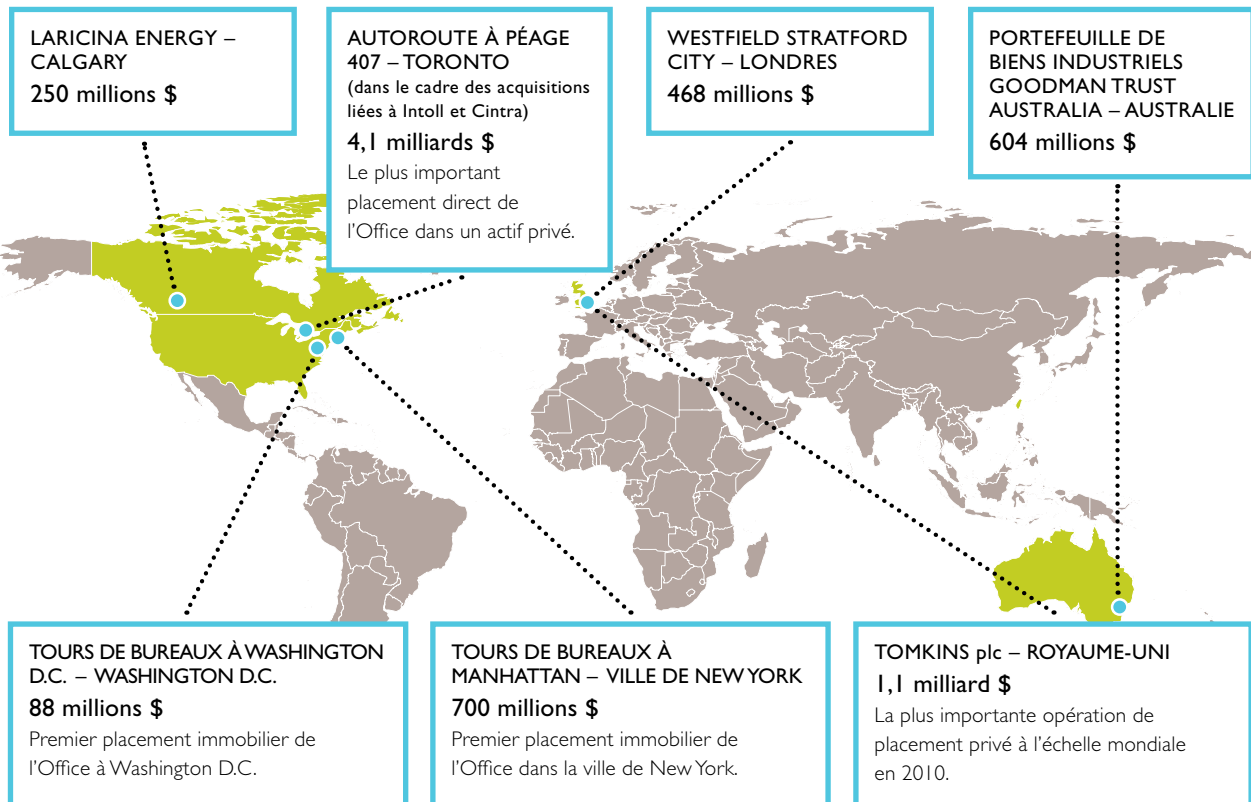 LARICINA ENERGY –
CALGARY
250 millions $
AUTOROUTE À PÉAGE
407 – TORONTO
(dans le cadre des acquisitions
liées à Intoll et Cintra)
4,1 milliards $
Le plus important
placement direct de
l’Office dans un actif privé.
WESTFIELD STRATFORD
CITY – LONDRES
468 millions $
PORTEFEUILLE DE
BIENS INDUSTRIELS
GOODMAN TRUST
AUSTRALIA – AUSTRALIE
604 millions $
TOURS DE BUREAUX À WASHINGTON
D.C. – WASHINGTON D.C.
88 millions $
Premier placement immobilier de
l’Office à Washington D.C.
TOURS DE BUREAUX À
MANHATTAN – VILLE DE NEW YORK
700 millions $
Premier placement immobilier de
l’Office dans la ville de New York.
TOMKINS plc – ROYAUME-UNI
1,1 milliard $
La plus importante opération de
placement privé à l’échelle mondiale
en 2010.